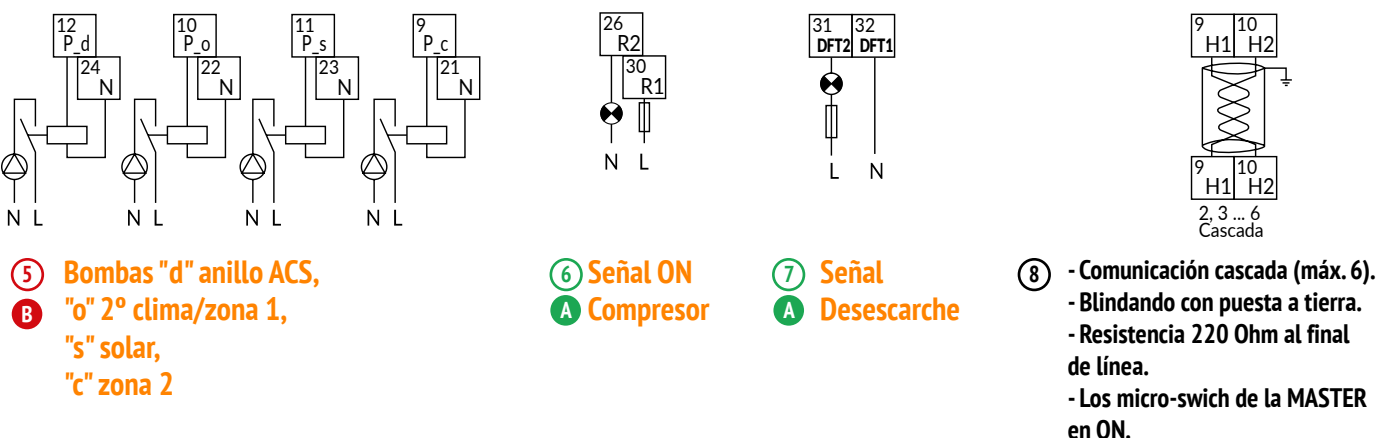 12 10 11 9
P_d P_o P_s P_c
24 22 23 21
N N N N
N L N L N L N L
26
R2
30
R1
N L
31 32
DFT2 DFT1
L N
9 10
H1 H2
9 10
H1 H2
2, 3 ... 6
Cascada
5 Bombas "d" anillo ACS,
B "o" 2º clima/zona 1,
"s" solar,
"c" zona 2
6 Señal ON
A Compresor
7 Señal
A Desescarche
8 - Comunicación cascada (máx. 6).
- Blindando con puesta a tierra.
- Resistencia 220 Ohm al final
de línea.
- Los micro-swich de la MASTER
en ON.